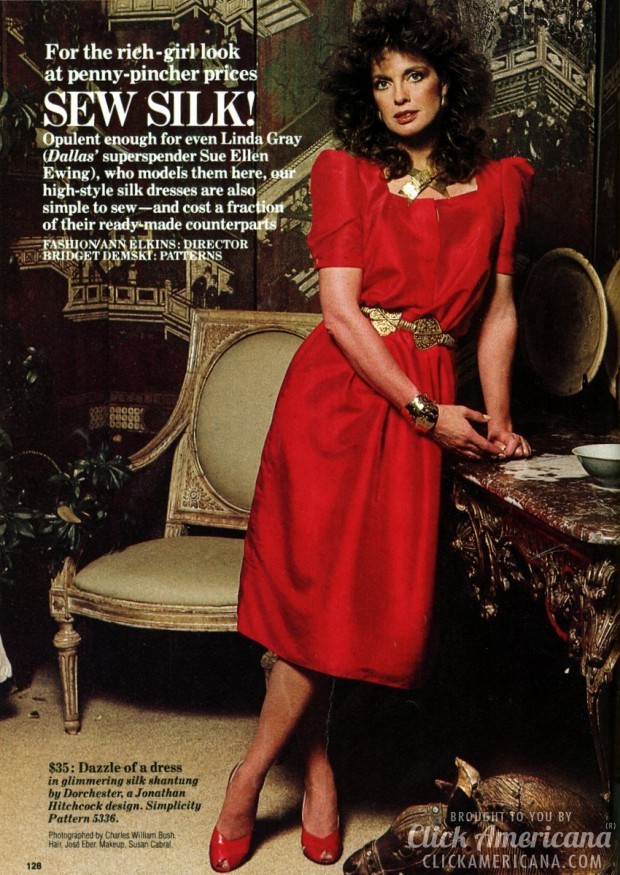 For the rich-girl look
at penny-pincher prices
SEW SILK!
Opulent enough for even Linda Gray
(Dallas' superspender Sue Ellen
Ewing), who models them here, our
high-style silk dresses are also
simple to sew—and cost a fraction
of their ready-made counterparts
FASHION/ANN ELKINS: DIRECTOR
BRIDGET DEMSKI: PATTERNS
$35: Dazzle of a dress
in glimmering silk shantung
by Dorchester, a Jonathan
Hitchcock design. Simplicity
Pattern 5336.
Photographed by Charles William Bush.
Hair, José Eber. Makeup, Susan Cabral.
128
BROUGHT TO YOU BY
Click Americana (R)
CLICKAMERICANA.COM